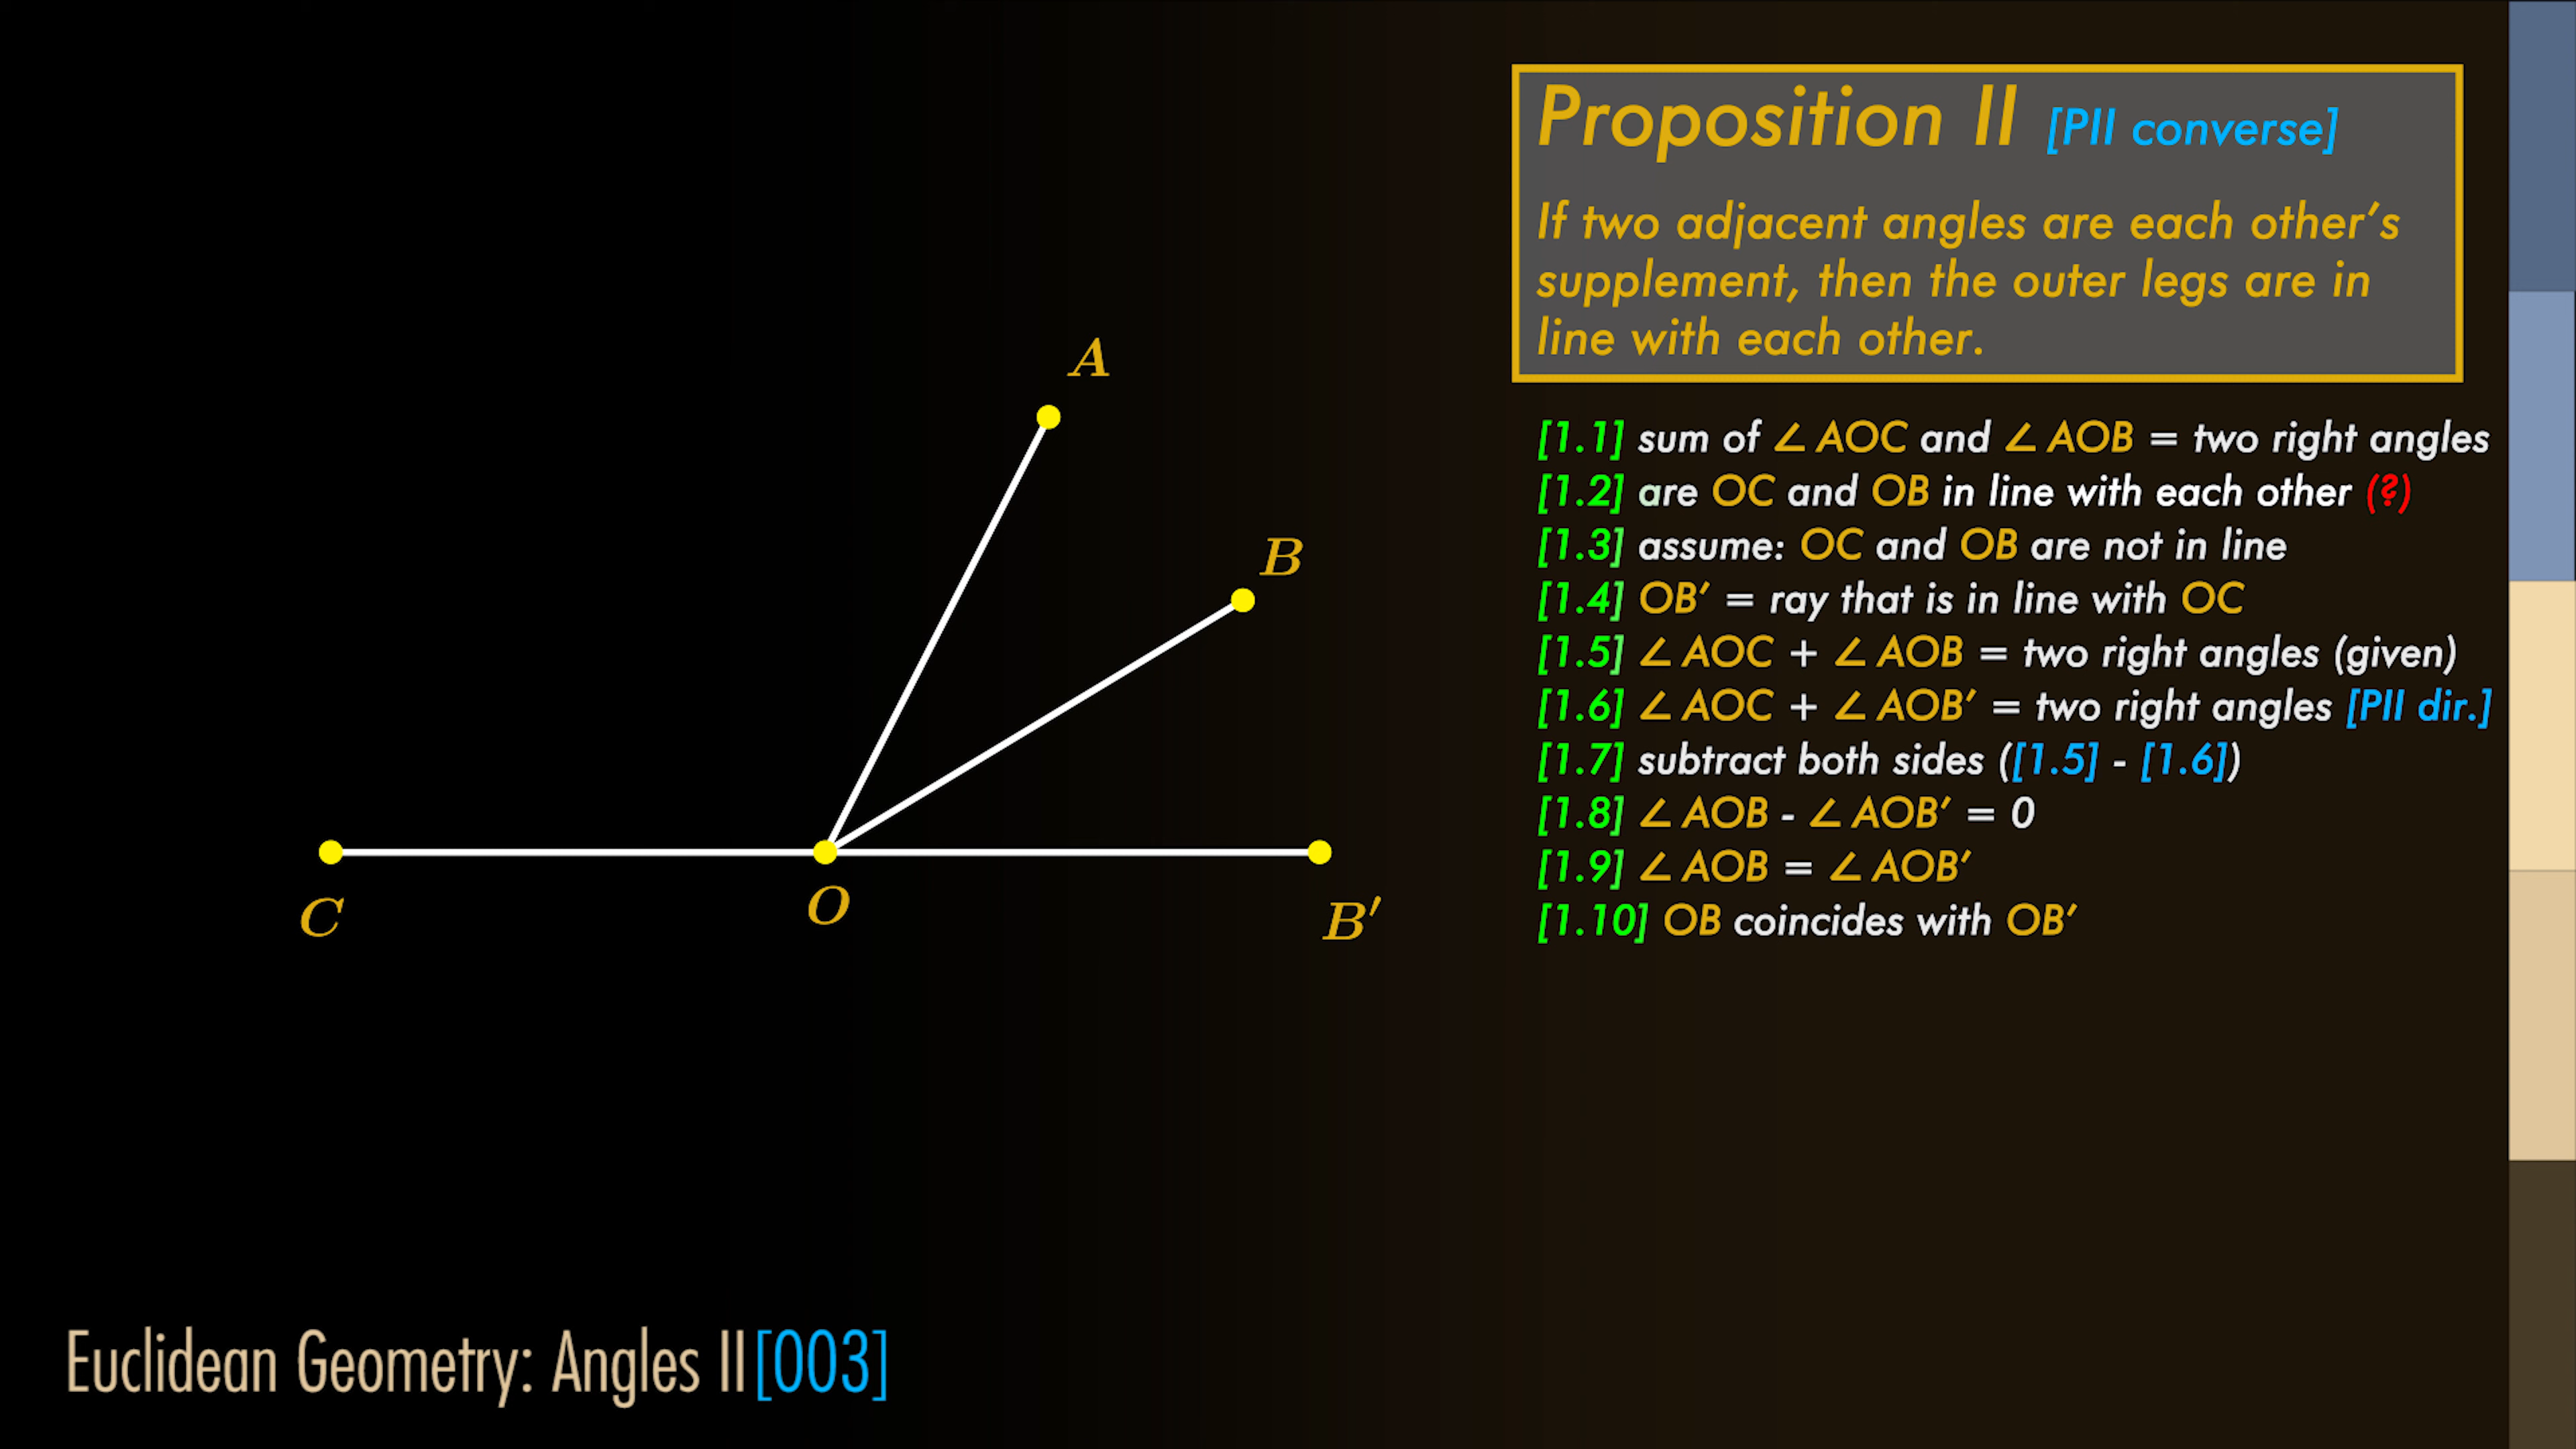 Proposition II [PII converse]
If two adjacent angles are each other's
supplement, then the outer legs are in
line with each other.
[1.1] sum of ∠ AOC and ∠ AOB = two right angles
[1.2] are OC and OB in line with each other (?)
[1.3] assume: OC and OB are not in line
[1.4] OB′ = ray that is in line with OC
[1.5] ∠ AOC + ∠ AOB = two right angles (given)
[1.6] ∠ AOC + ∠ AOB′ = two right angles [PII dir.]
[1.7] subtract both sides ([1.5] - [1.6])
[1.8] ∠ AOB - ∠ AOB′ = 0
[1.9] ∠ AOB = ∠ AOB′
[1.10] OB coincides with OB′
A
B
C
O
B′
Euclidean Geometry: Angles II [003]